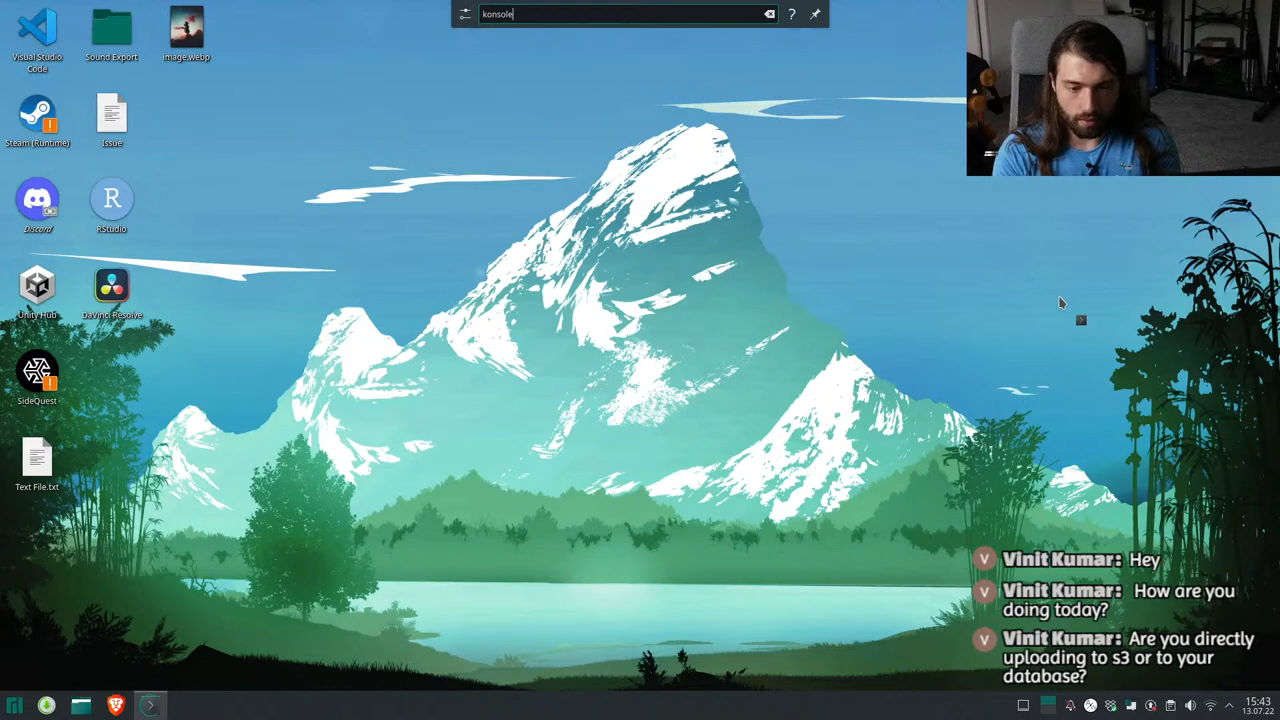 konsole
?
Visual Studio
Code
Sound Export
image.webp
Steam (Runtime)
Issue
Discord
R
RStudio
Unity Hub
DaVinci Resolve
SideQuest
Text File.txt
V Vinit Kumar: Hey
V Vinit Kumar: How are you
doing today?
V Vinit Kumar: Are you directly
uploading to s3 or to your
database?
15:43
13.07.22